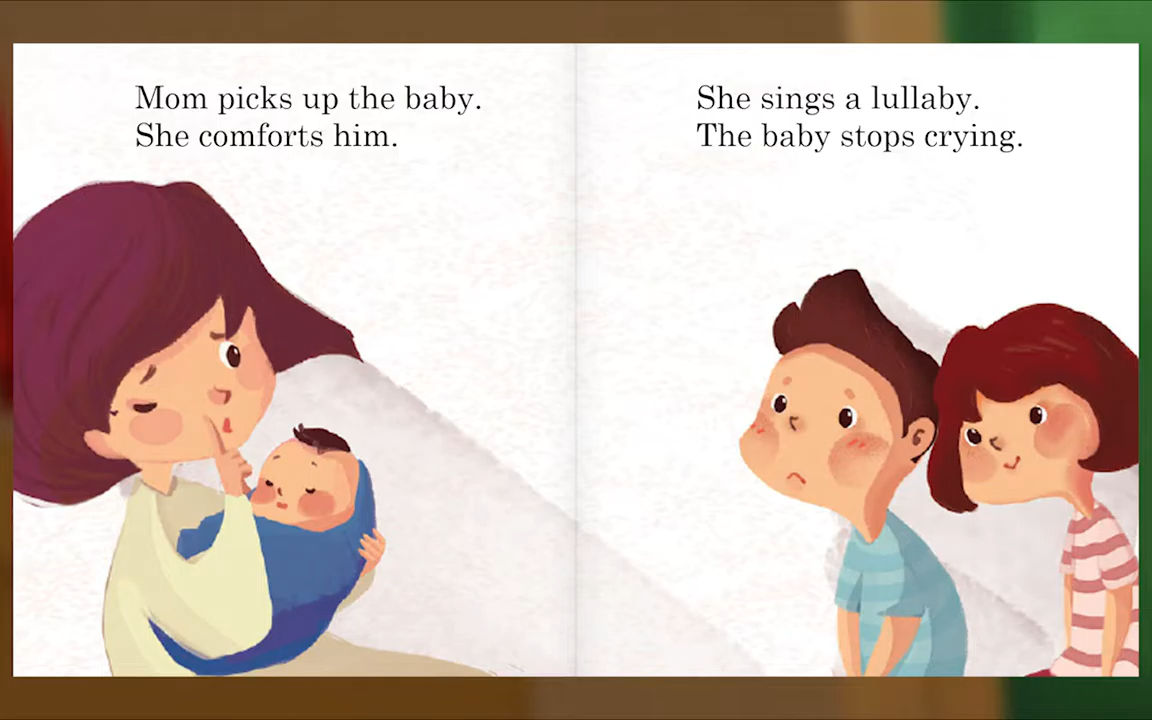 Mom picks up the baby.
She comforts him.
She sings a lullaby.
The baby stops crying.